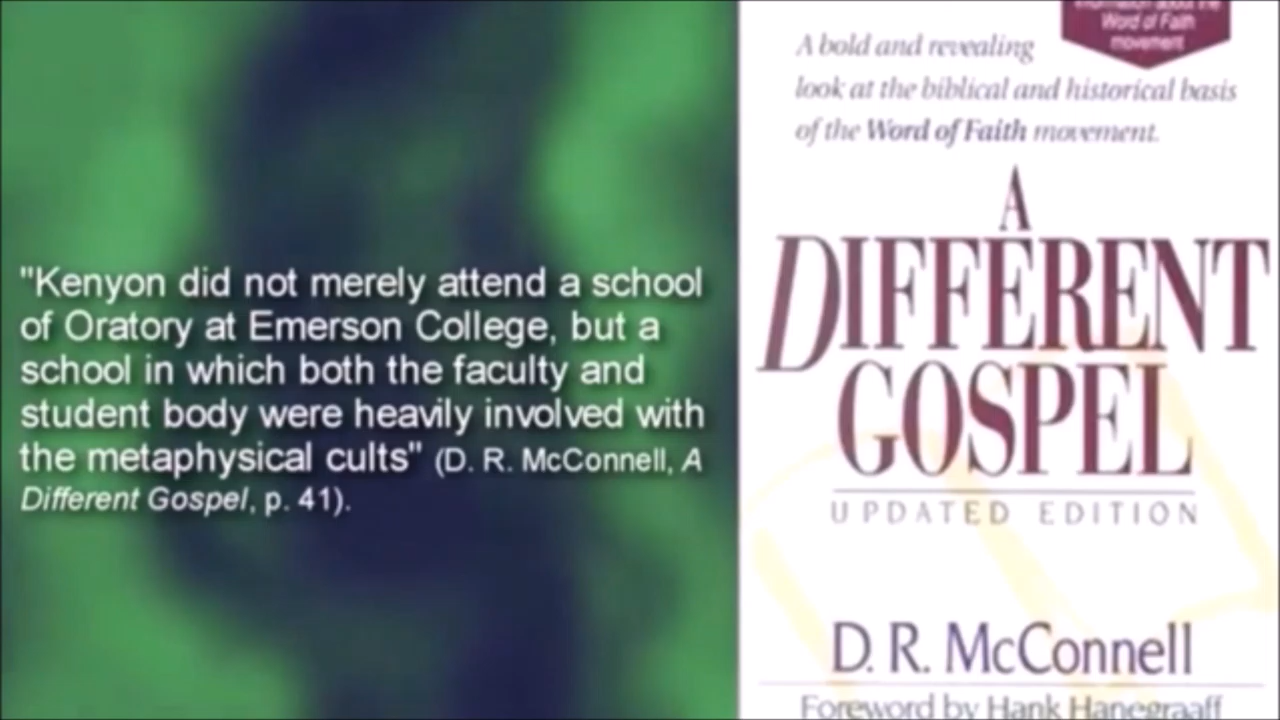 "Kenyon did not merely attend a school
of Oratory at Emerson College, but a
school in which both the faculty and
student body were heavily involved with
the metaphysical cults" (D. R. McConnell, A
Different Gospel, p. 41).
information about the
Word of Faith
movement
A bold and revealing
look at the biblical and historical basis
of the Word of Faith movement.
A
DIFFERENT
GOSPEL
UPDATED EDITION
D. R. McConnell
Foreword by Hank Hanegraaff